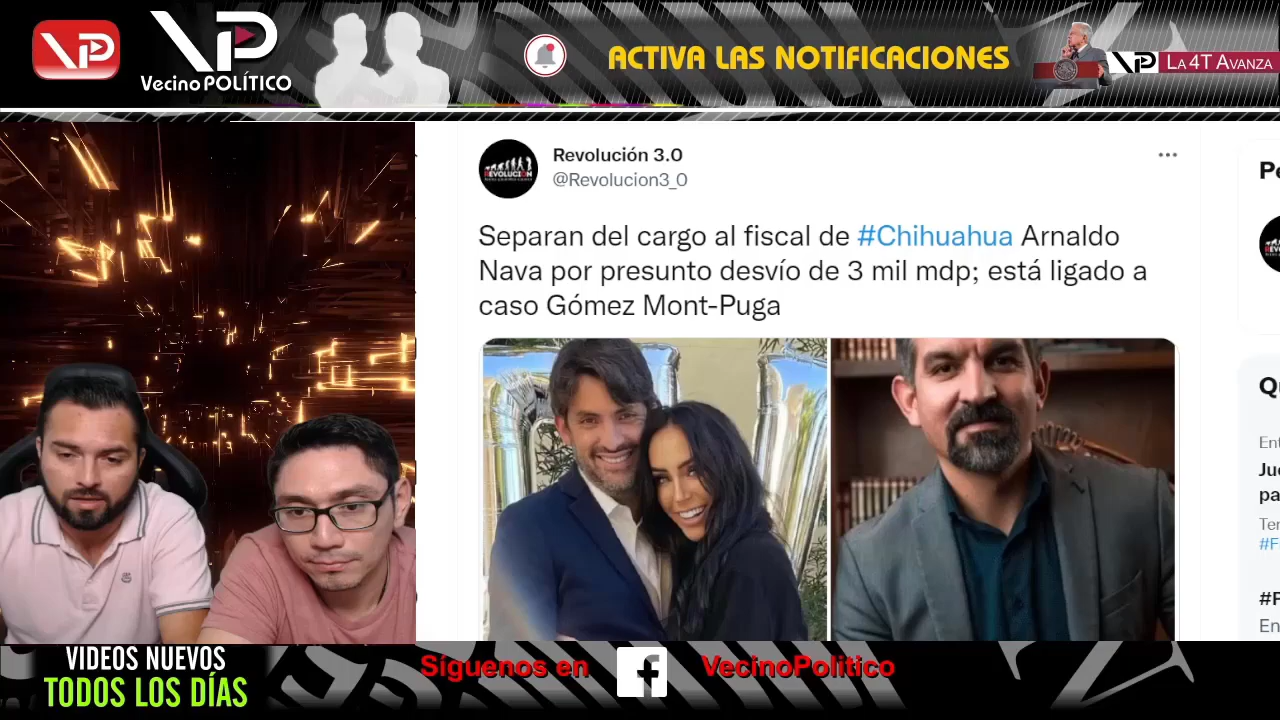 VP
VP
Vecino POLÍTICO
ACTIVA LAS NOTIFICACIONES
VP
LA 4T AVANZA
Revolución 3.0
@Revolucion3_0
Separan del cargo al fiscal de #Chihuahua Arnaldo
Nava por presunto desvío de 3 mil mdp; está ligado a
caso Gómez Mont-Puga
VIDEOS NUEVOS
TODOS LOS DÍAS
Síguenos en
VecinoPolitico